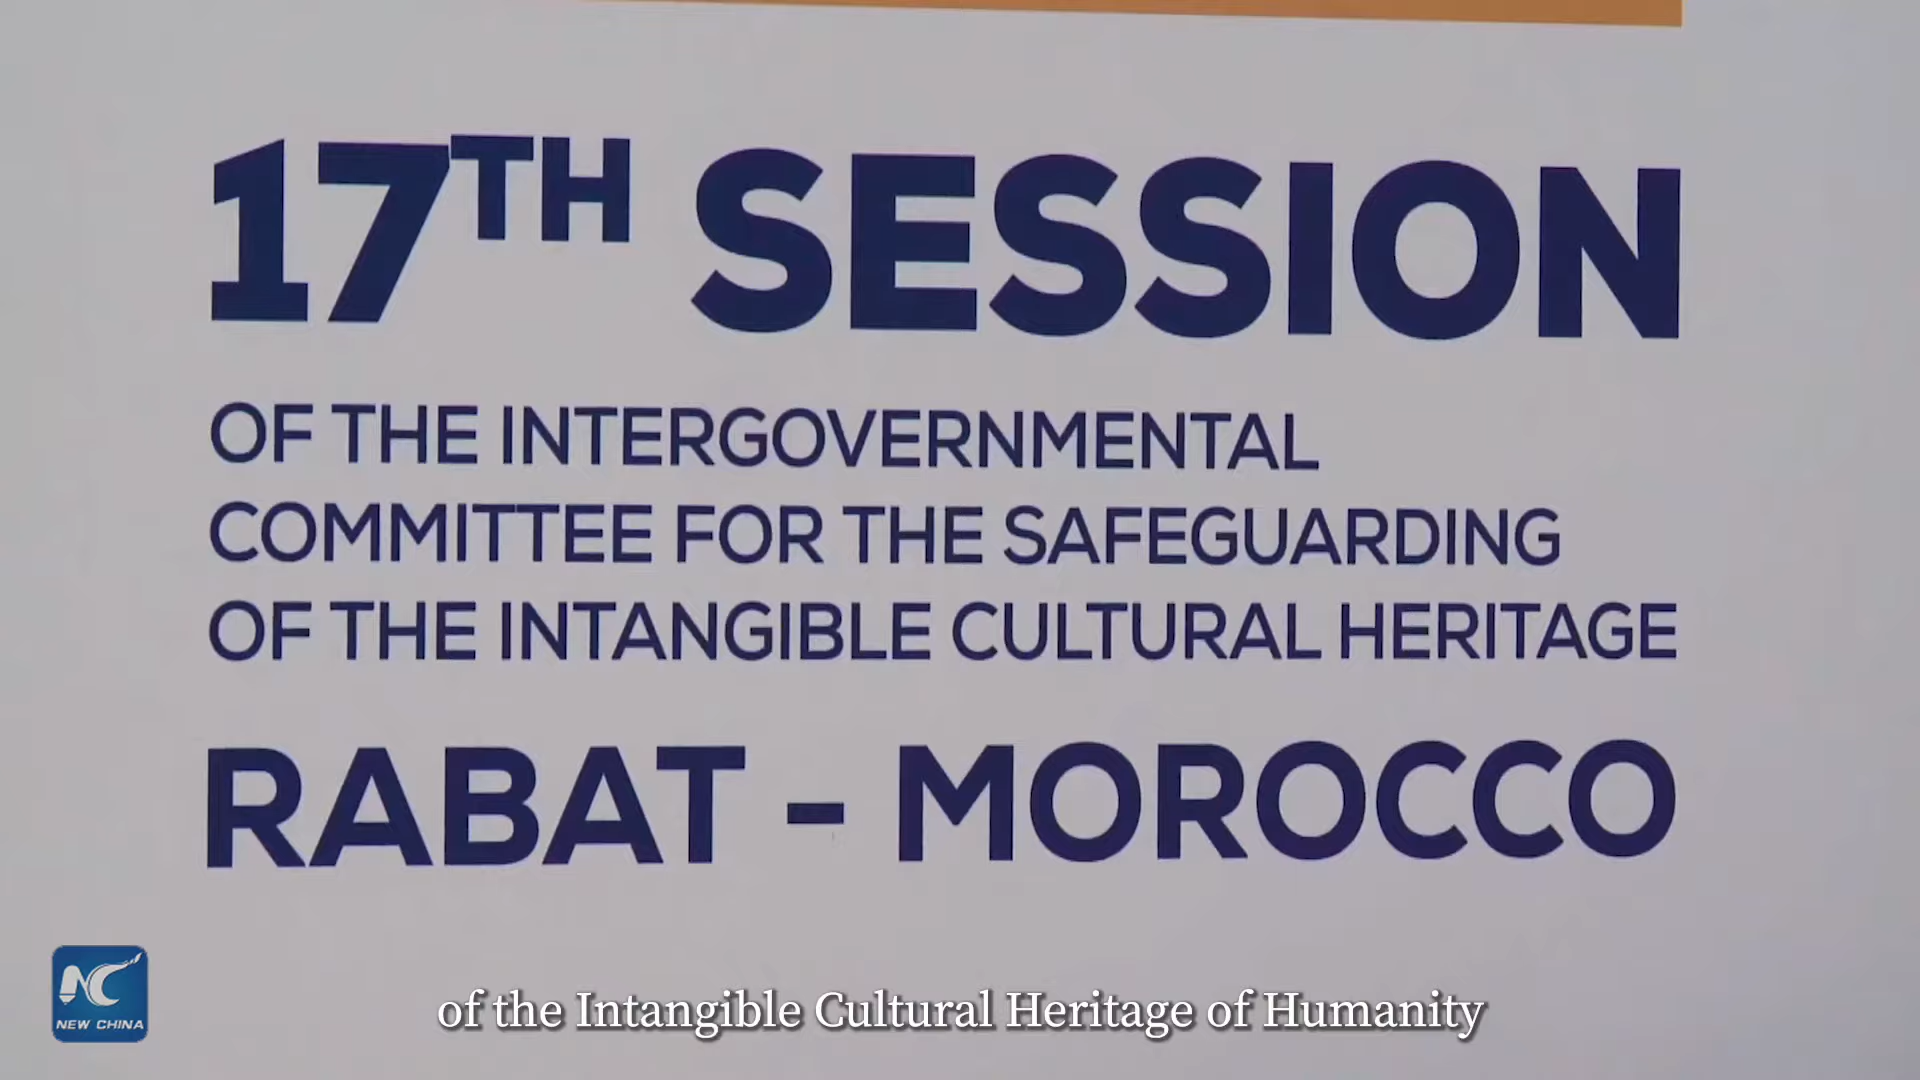 17TH SESSION
OF THE INTERGOVERNMENTAL
COMMITTEE FOR THE SAFEGUARDING
OF THE INTANGIBLE CULTURAL HERITAGE
RABAT - MOROCCO
NC
NEW CHINA
of the Intangible Cultural Heritage of Humanity